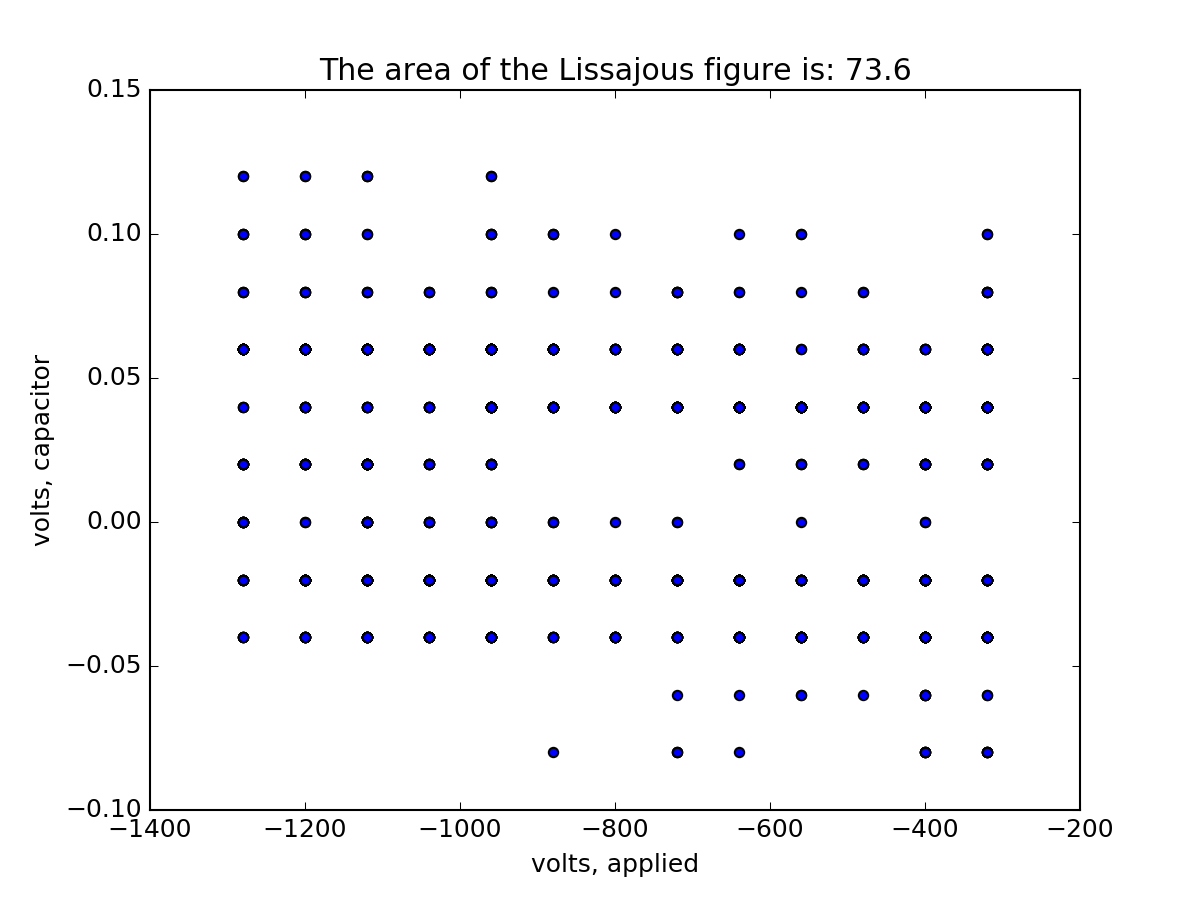 The area of the Lissajous figure is: 73.6
0.15
0.10
0.05
0.00
−0.05
−0.10
volts, capacitor
−1400 −1200 −1000 −800 −600 −400 −200
volts, applied